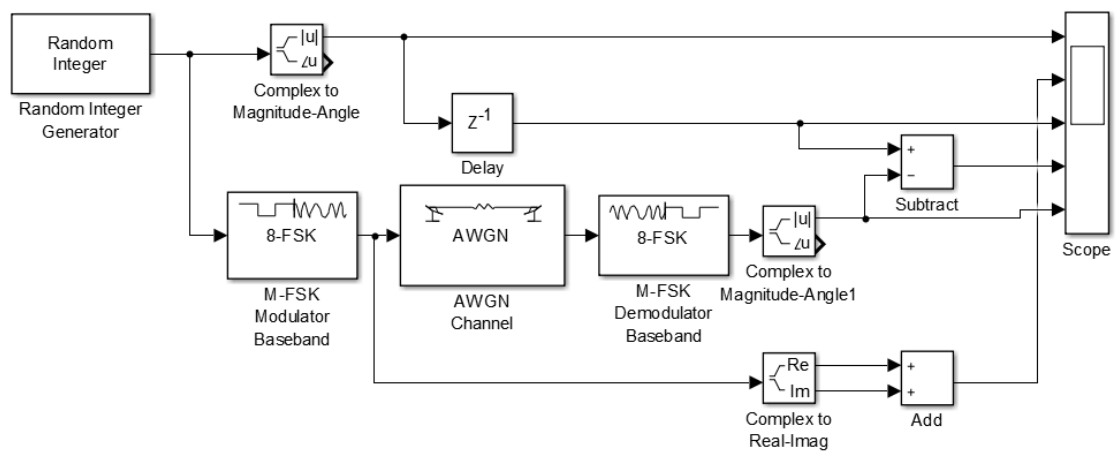 Random
Integer
Random Integer
Generator
|u|
∠u
Complex to
Magnitude-Angle
Z-1
Delay
+
−
Subtract
Scope
8-FSK
M-FSK
Modulator
Baseband
AWGN
AWGN
Channel
8-FSK
M-FSK
Demodulator
Baseband
|u|
∠u
Complex to
Magnitude-Angle1
Re
Im
Complex to
Real-Imag
+
+
Add